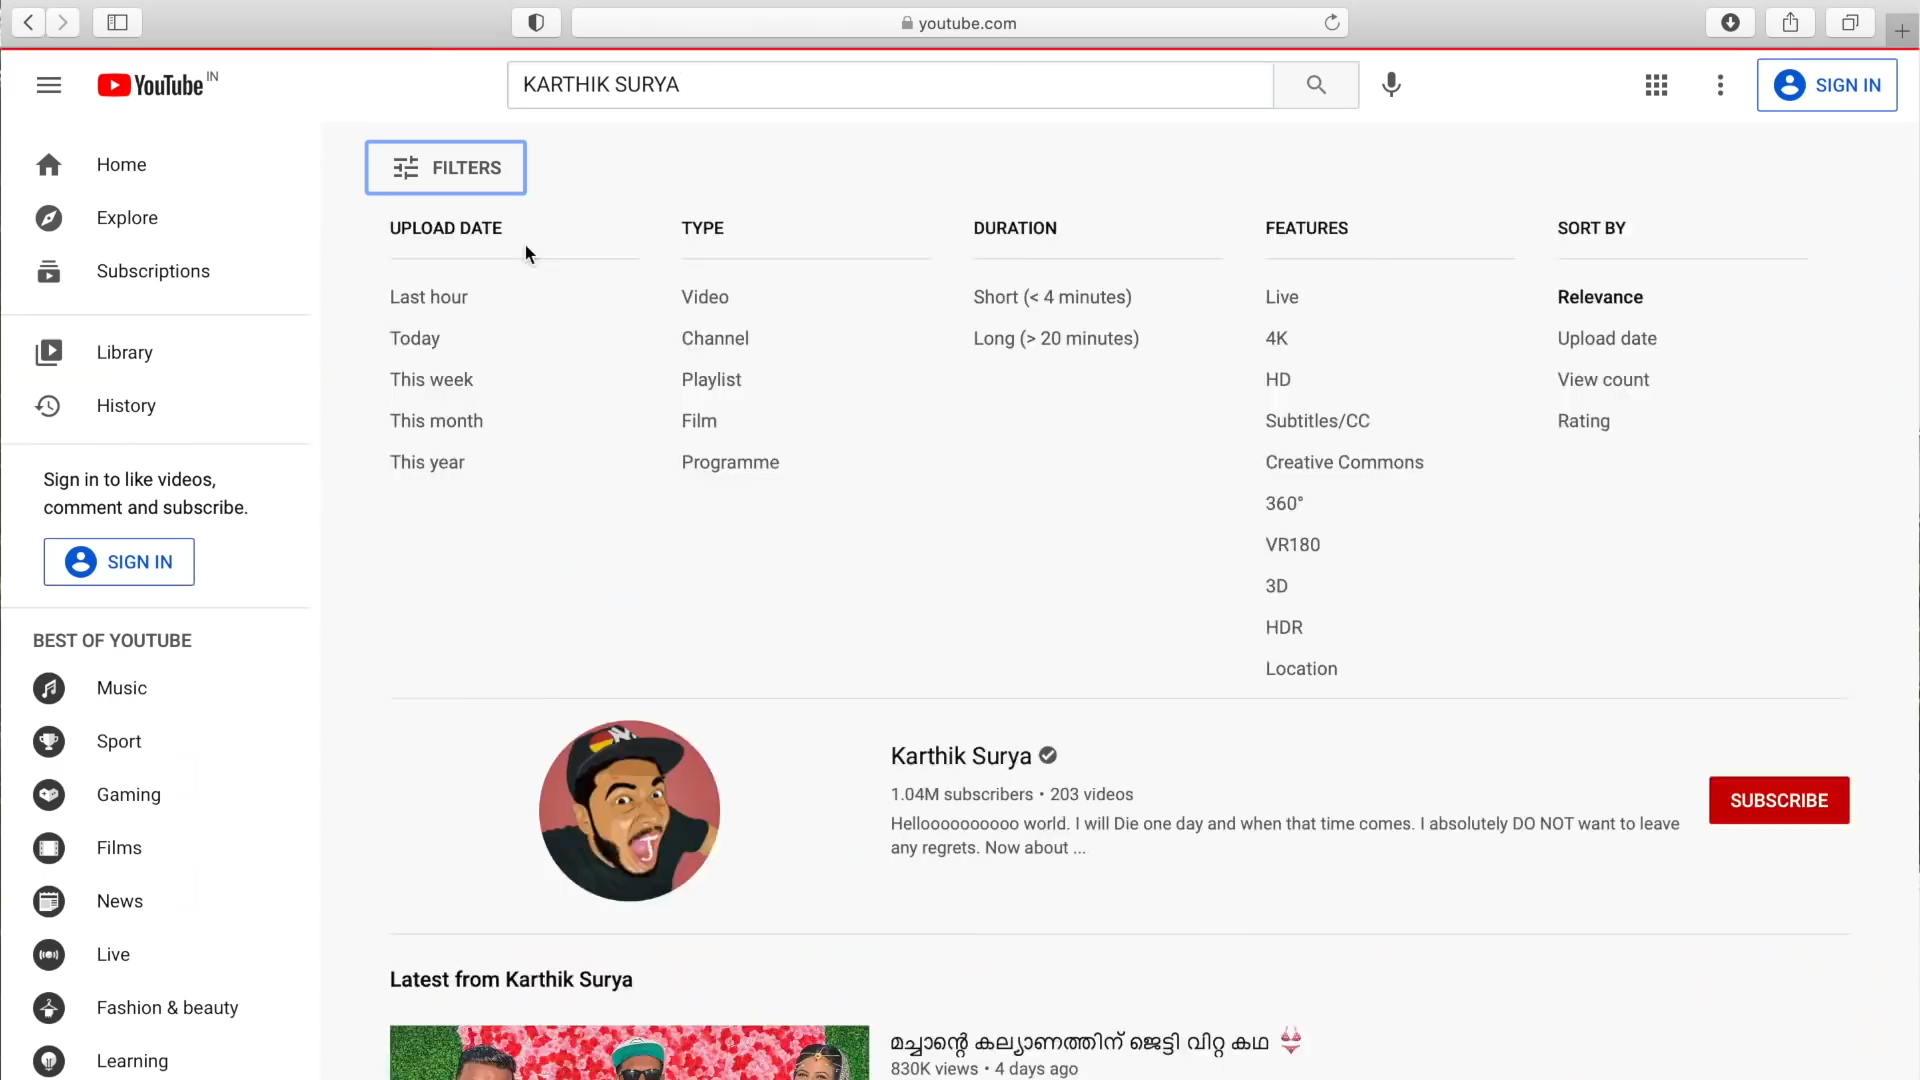 youtube.com
YouTube IN
KARTHIK SURYA
SIGN IN
Home
Explore
Subscriptions
Library
History
Sign in to like videos,
comment and subscribe.
SIGN IN
BEST OF YOUTUBE
Music
Sport
Gaming
Films
News
Live
Fashion & beauty
Learning
FILTERS
UPLOAD DATE
Last hour
Today
This week
This month
This year
TYPE
Video
Channel
Playlist
Film
Programme
DURATION
Short (< 4 minutes)
Long (> 20 minutes)
FEATURES
Live
4K
HD
Subtitles/CC
Creative Commons
360°
VR180
3D
HDR
Location
SORT BY
Relevance
Upload date
View count
Rating
Karthik Surya
1.04M subscribers • 203 videos
Helloooooooooo world. I will Die one day and when that time comes. I absolutely DO NOT want to leave
any regrets. Now about ...
SUBSCRIBE
Latest from Karthik Surya
മച്ചാന്റെ കല്യാണത്തിന് ജെട്ടി വിറ്റ കഥ 👙
830K views • 4 days ago